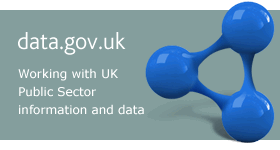 data.gov.uk
Working with UK
Public Sector
information and data